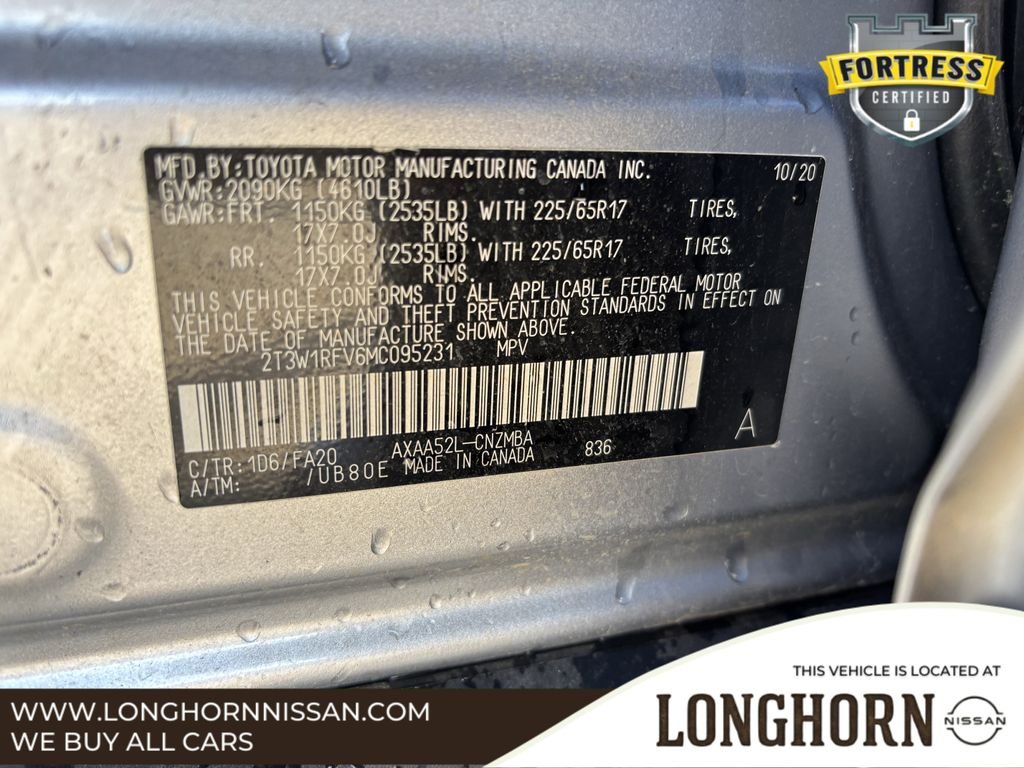 FORTRESS
CERTIFIED
MFD.BY:TOYOTA MOTOR MANUFACTURING CANADA INC. 10/20
GVWR:2090KG (4610LB)
GAWR:FRT. 1150KG (2535LB) WITH 225/65R17 TIRES,
17X7.0J RIMS.
RR. 1150KG (2535LB) WITH 225/65R17 TIRES,
17X7.0J RIMS.
THIS VEHICLE CONFORMS TO ALL APPLICABLE FEDERAL MOTOR
VEHICLE SAFETY AND THEFT PREVENTION STANDARDS IN EFFECT ON
THE DATE OF MANUFACTURE SHOWN ABOVE.
2T3W1RFV6MC095231 MPV
C/TR:1D6/FA20 AXAA52L-CNZMBA 836 A
A/TM: /UB80E MADE IN CANADA
THIS VEHICLE IS LOCATED AT
LONGHORN NISSAN
WWW.LONGHORNNISSAN.COM
WE BUY ALL CARS